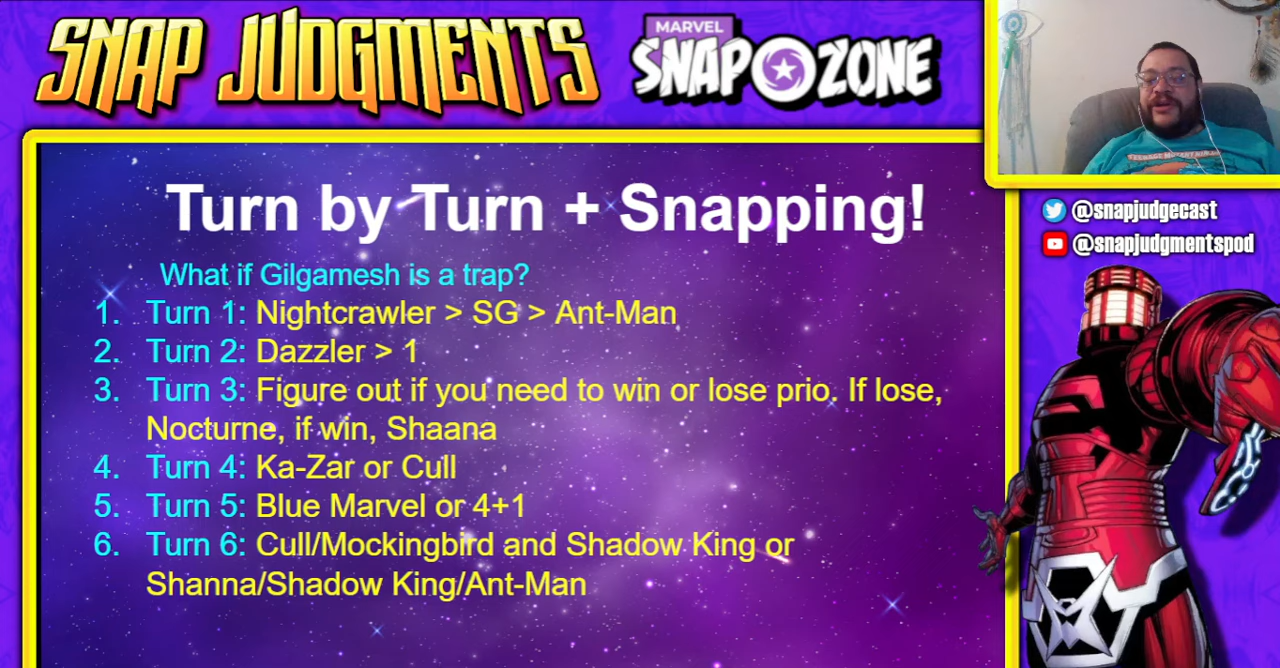 SNAP JUDGMENTS
MARVEL
SNAP ZONE
Turn by Turn + Snapping!
What if Gilgamesh is a trap?
1. Turn 1: Nightcrawler > SG > Ant-Man
2. Turn 2: Dazzler > 1
3. Turn 3: Figure out if you need to win or lose prio. If lose,
Nocturne, if win, Shaana
4. Turn 4: Ka-Zar or Cull
5. Turn 5: Blue Marvel or 4+1
6. Turn 6: Cull/Mockingbird and Shadow King or
Shanna/Shadow King/Ant-Man
@snapjudgecast
@snapjudgmentspod